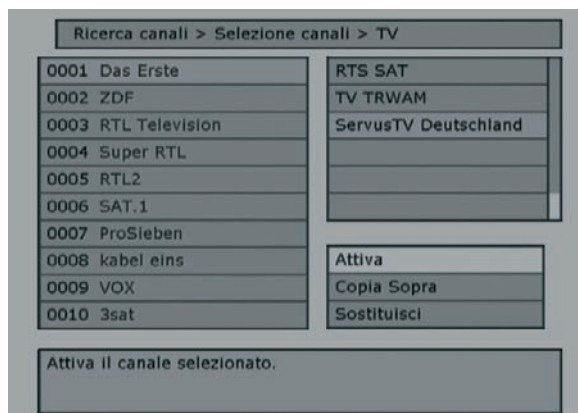 Ricerca canali > Selezione canali > TV
0001 Das Erste
0002 ZDF
0003 RTL Television
0004 Super RTL
0005 RTL2
0006 SAT.1
0007 ProSieben
0008 kabel eins
0009 VOX
0010 3sat
RTS SAT
TV TRWAM
ServusTV Deutschland
Attiva
Copia Sopra
Sostituisci
Attiva il canale selezionato.